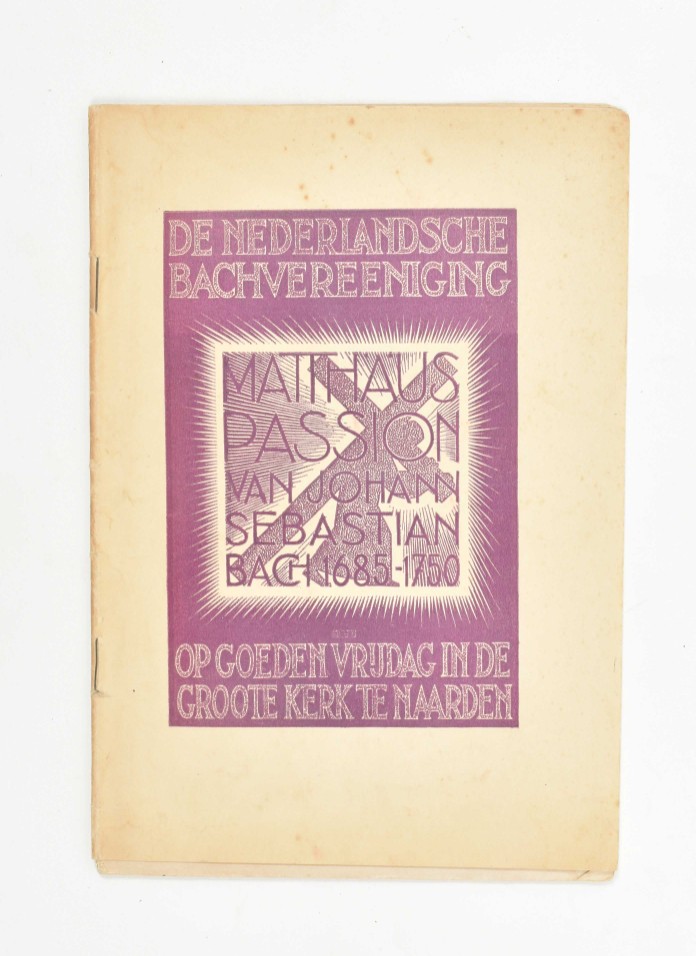 DE NEDERLANDSCHE
BACHVEREENIGING
MATTHAUS
PASSION
VAN JOHANN
SEBASTIAN
BACH 1685-1750
OP GOEDEN VRIJDAG IN DE
GROOTE KERK TE NAARDEN